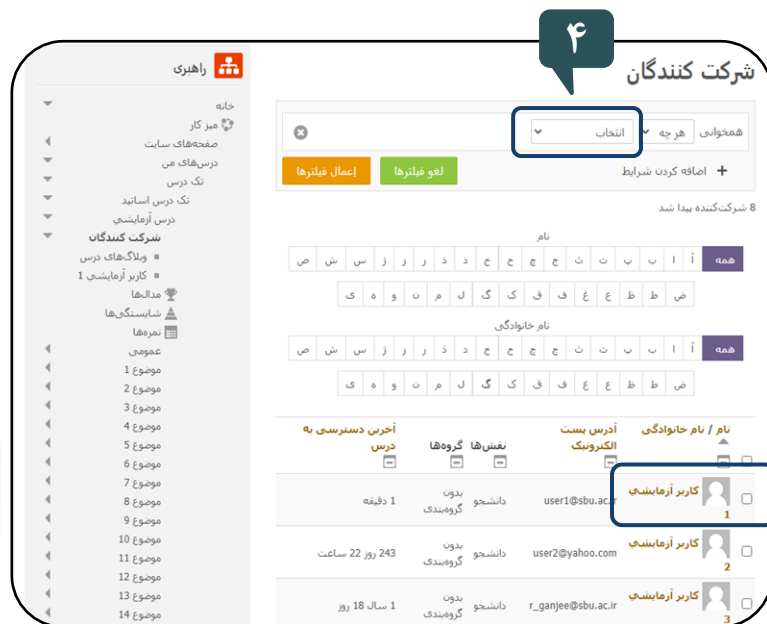 ۴
شرکت کنندگان
همخوانی هر چه انتخاب
اضافه کردن شرایط
لغو فیلترها
إعمال فیلترها
8 شرکت‌کننده پیدا شد
نام
همه آ ا ب پ ت ث ج چ ح خ د ذ ر ز ژ س ش ص
ض ط ظ ع غ ف ق ک گ ل م ن و ه ی
نام خانوادگی
همه آ ا ب پ ت ث ج چ ح خ د ذ ر ز ژ س ش ص
ض ط ظ ع غ ف ق ک گ ل م ن و ه ی
نام / نام خانوادگی
آدرس پست الکترونیک
نقش‌ها
گروه‌ها
آخرین دسترسی به درس
کاربر آزمایشي 1
user1@sbu.ac.ir
دانشجو
بدون گروه‌بندی
1 دقیقه
کاربر آزمایشي 2
user2@yahoo.com
دانشجو
بدون گروه‌بندی
243 روز 22 ساعت
کاربر آزمایشي 3
r_ganjee@sbu.ac.ir
دانشجو
بدون گروه‌بندی
1 سال 18 روز
راهبری
خانه
میز کار
صفحه‌های سایت
درس‌های من
تک درس
تک درس اساتید
درس آزمایشي
شرکت کنندگان
وبلاگ‌های درس
کاربر آزمایشي 1
مدال‌ها
شایستگی‌ها
نمره‌ها
عمومی
موضوع 1
موضوع 2
موضوع 3
موضوع 4
موضوع 5
موضوع 6
موضوع 7
موضوع 8
موضوع 9
موضوع 10
موضوع 11
موضوع 12
موضوع 13
موضوع 14